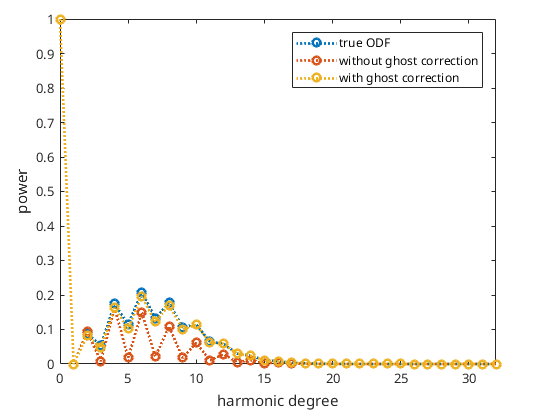 1
0.9
0.8
0.7
0.6
0.5
0.4
0.3
0.2
0.1
0
power
true ODF
without ghost correction
with ghost correction
0 5 10 15 20 25 30
harmonic degree